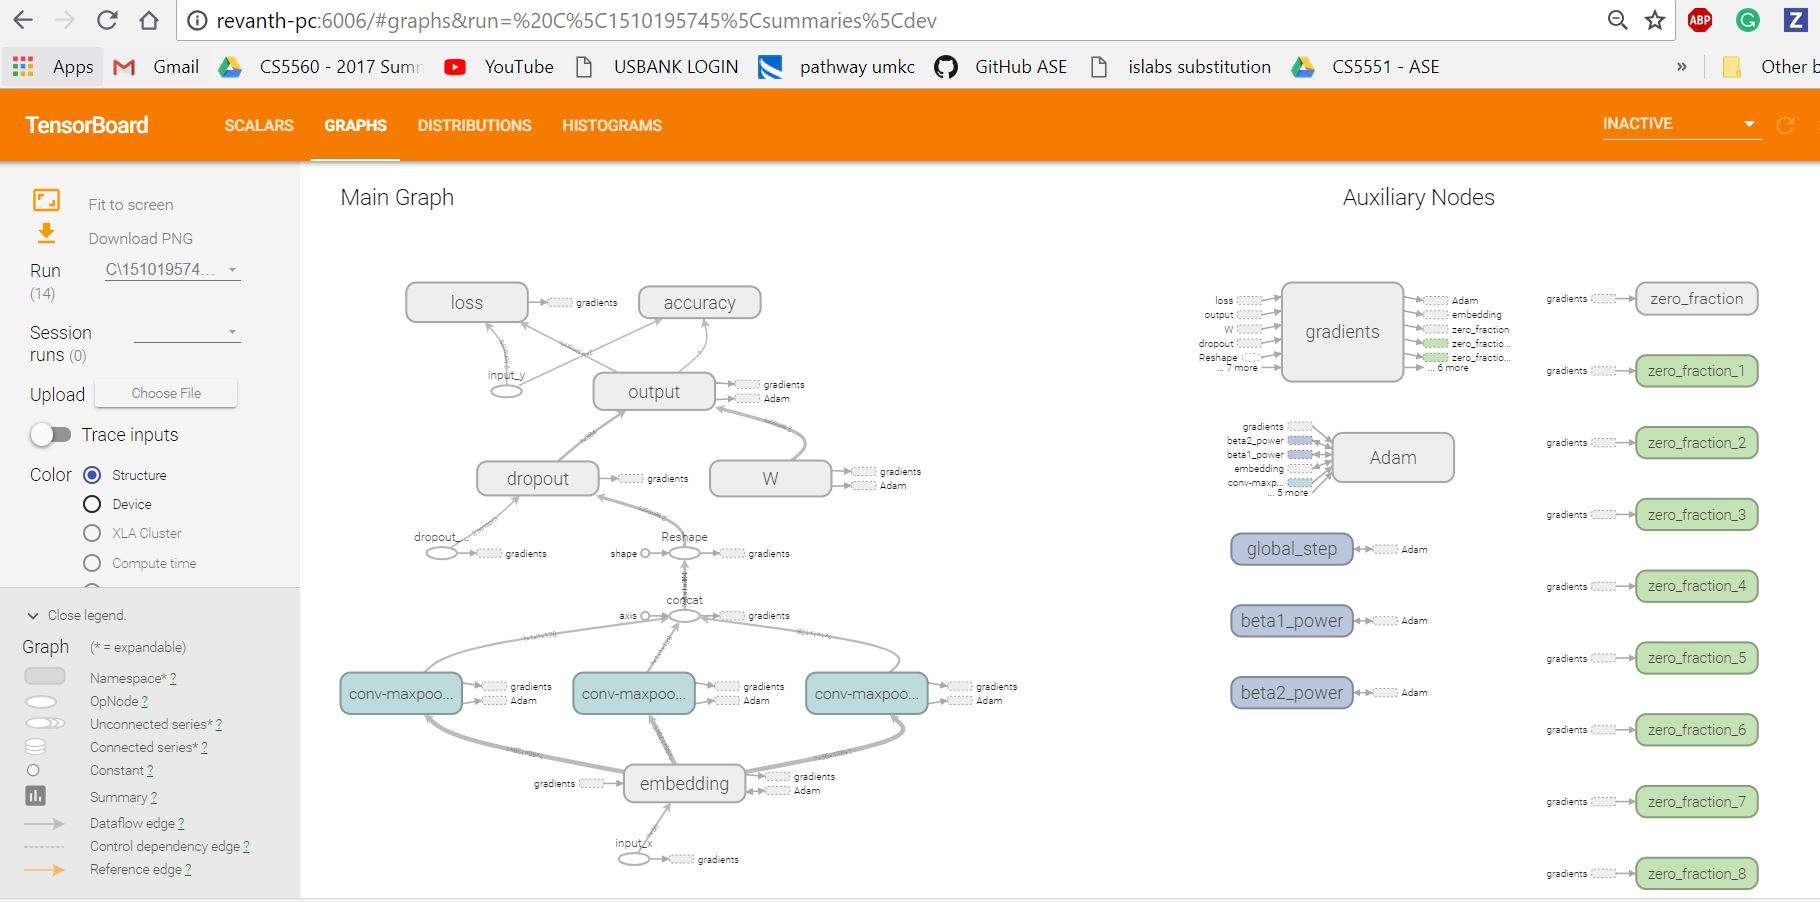 revanth-pc:6006/#graphs&run=%20C%5C1510195745%5Csummaries%5Cdev
ABP G Z
Apps Gmail CS5560 - 2017 Sumn YouTube USBANK LOGIN pathway umkc GitHub ASE islabs substitution CS5551 - ASE » Other b
TensorBoard SCALARS GRAPHS DISTRIBUTIONS HISTOGRAMS INACTIVE
Fit to screen
Download PNG
Run
(14)
C\151019574...
Session
runs (0)
Upload Choose File
Trace inputs
Color Structure
Device
XLA Cluster
Compute time
Close legend.
Graph (* = expandable)
Namespace* ?
OpNode ?
Unconnected series* ?
Connected series* ?
Constant ?
Summary ?
Dataflow edge ?
Control dependency edge ?
Reference edge ?
Main Graph
loss gradients accuracy
input_y
output gradients
Adam
dropout gradients W gradients
Adam
dropout_... gradients
Reshape
shape gradients
concat
axis gradients
conv-maxpoo... gradients
Adam
conv-maxpoo... gradients
Adam
conv-maxpoo... gradients
Adam
gradients embedding gradients
Adam
input_x
gradients
Auxiliary Nodes
loss
output
W
dropout
Reshape
... 7 more
gradients
Adam
embedding
zero_fraction
zero_fractio...
zero_fractio...
... 6 more
gradients
beta2_power
beta1_power
embedding
conv-maxp...
... 5 more
Adam
global_step Adam
beta1_power Adam
beta2_power Adam
gradients zero_fraction
gradients zero_fraction_1
gradients zero_fraction_2
gradients zero_fraction_3
gradients zero_fraction_4
gradients zero_fraction_5
gradients zero_fraction_6
gradients zero_fraction_7
gradients zero_fraction_8